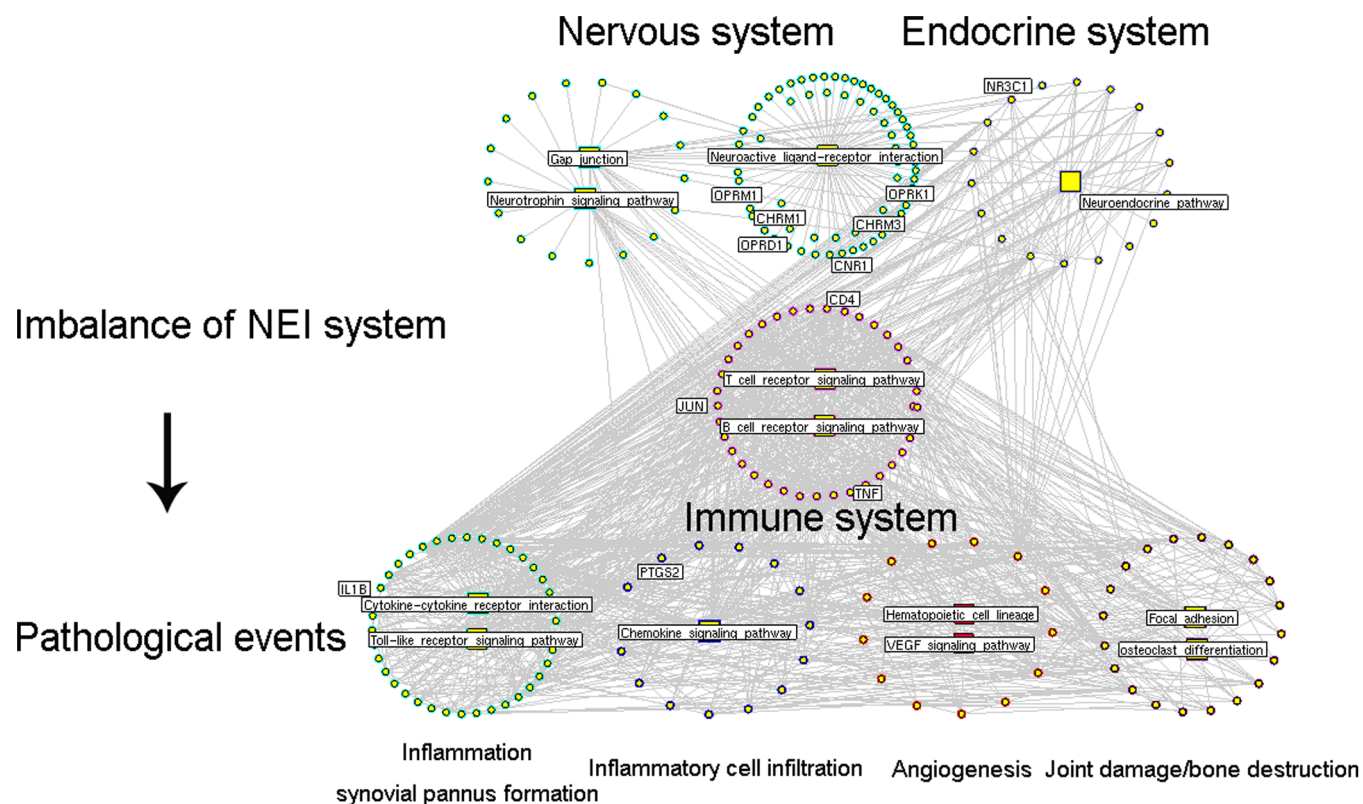 Nervous system
Endocrine system
NR3C1
Gap junction
Neuroactive ligand-receptor interaction
Neurotrophin signaling pathway
OPRM1
OPRK1
Neuroendocrine pathway
CHRM1
CHRM3
OPRD1
CNR1
CD4
Imbalance of NEI system
T cell receptor signaling pathway
JUN
B cell receptor signaling pathway
TNF
Immune system
PTGS2
IL1B
Cytokine-cytokine receptor interaction
Hematopoietic cell lineage
Focal adhesion
Pathological events
Toll-like receptor signaling pathway
Chemokine signaling pathway
VEGF signaling pathway
osteoclast differentiation
Inflammation
synovial pannus formation
Inflammatory cell infiltration
Angiogenesis
Joint damage/bone destruction